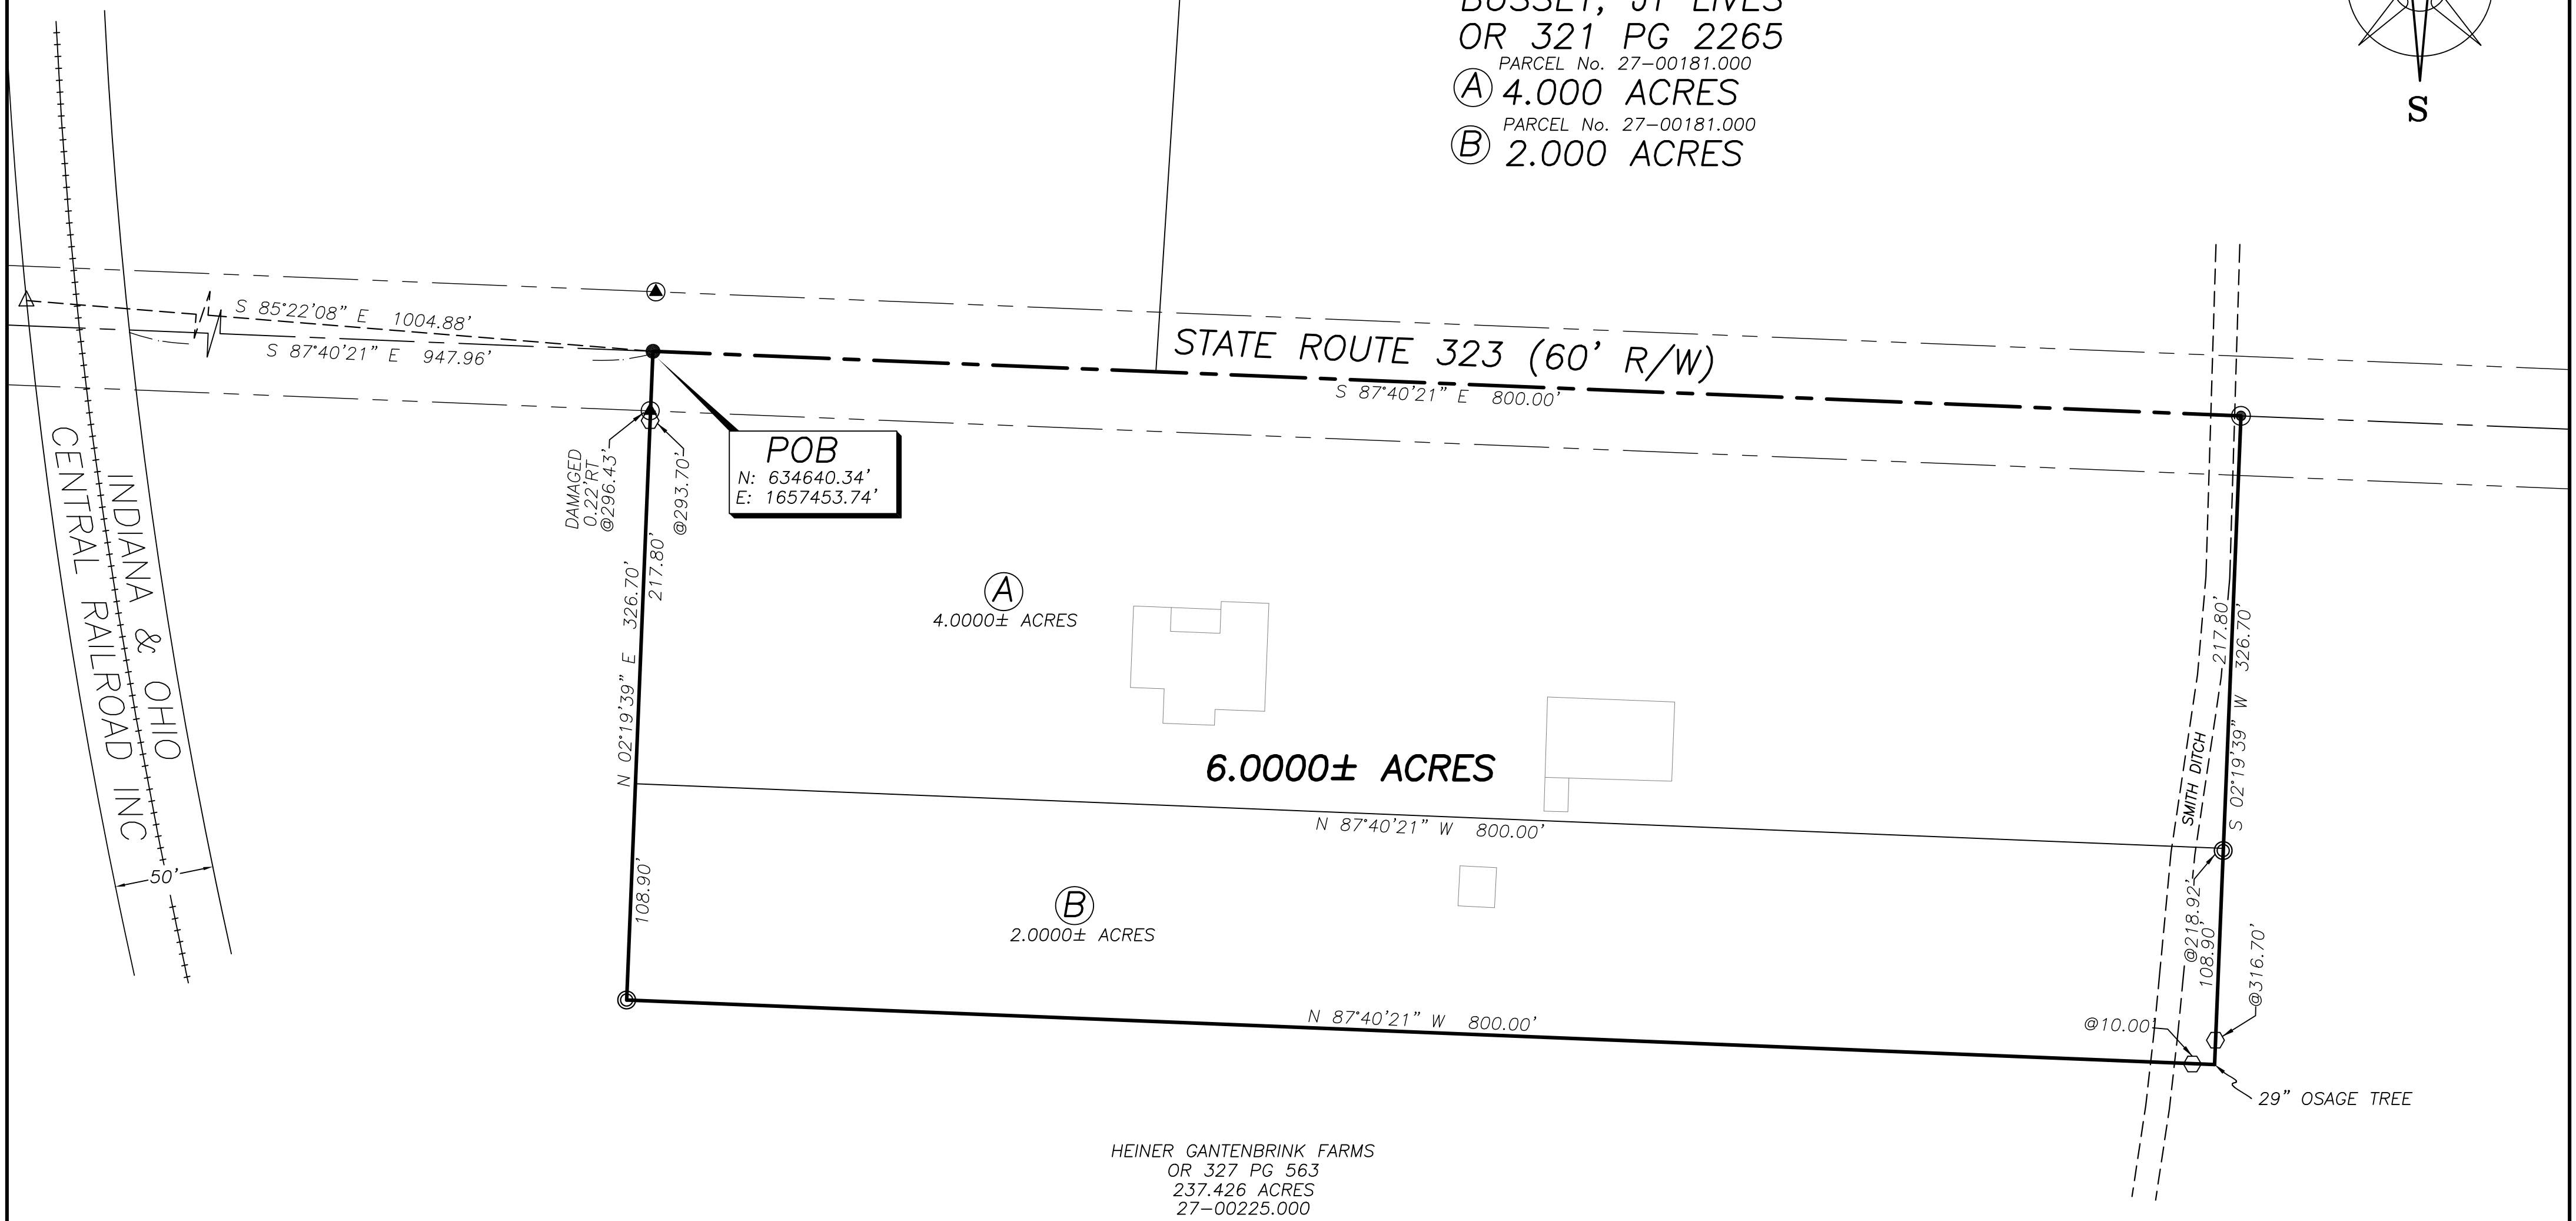 OR 321 PG 2265
PARCEL No. 27-00181.000
A 4.000 ACRES
PARCEL No. 27-00181.000
B 2.000 ACRES
S
S 85°22'08" E 1004.88'
S 87°40'21" E 947.96'
STATE ROUTE 323 (60' R/W)
S 87°40'21" E 800.00'
POB
N: 634640.34'
E: 1657453.74'
DAMAGED
0.22'RT
@296.43'
@293.70'
INDIANA & OHIO
CENTRAL RAILROAD INC
50'
N 02°19'39" E 326.70'
217.80'
108.90'
A
4.0000± ACRES
6.0000± ACRES
N 87°40'21" W 800.00'
B
2.0000± ACRES
N 87°40'21" W 800.00'
SMITH DITCH
217.80'
S 02°19'39" W 326.70'
@218.92'
108.90'
@316.70'
@10.00'
29" OSAGE TREE
HEINER GANTENBRINK FARMS
OR 327 PG 563
237.426 ACRES
27-00225.000